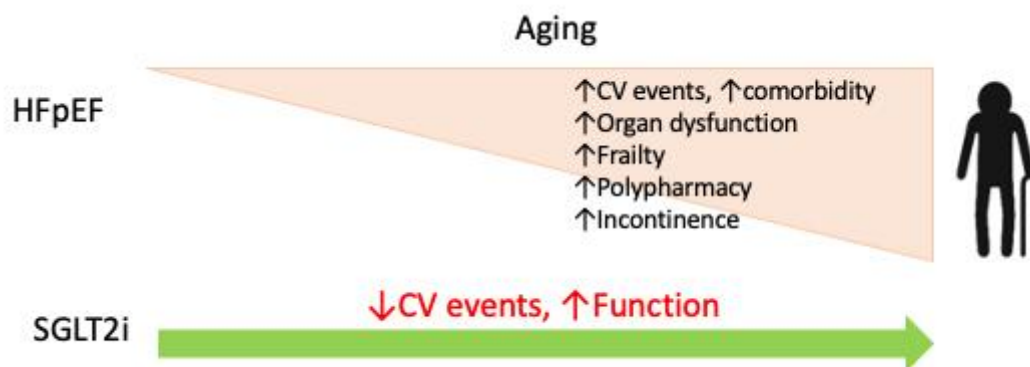 Aging
HFpEF
↑CV events, ↑comorbidity
↑Organ dysfunction
↑Frailty
↑Polypharmacy
↑Incontinence
↓CV events, ↑Function
SGLT2i